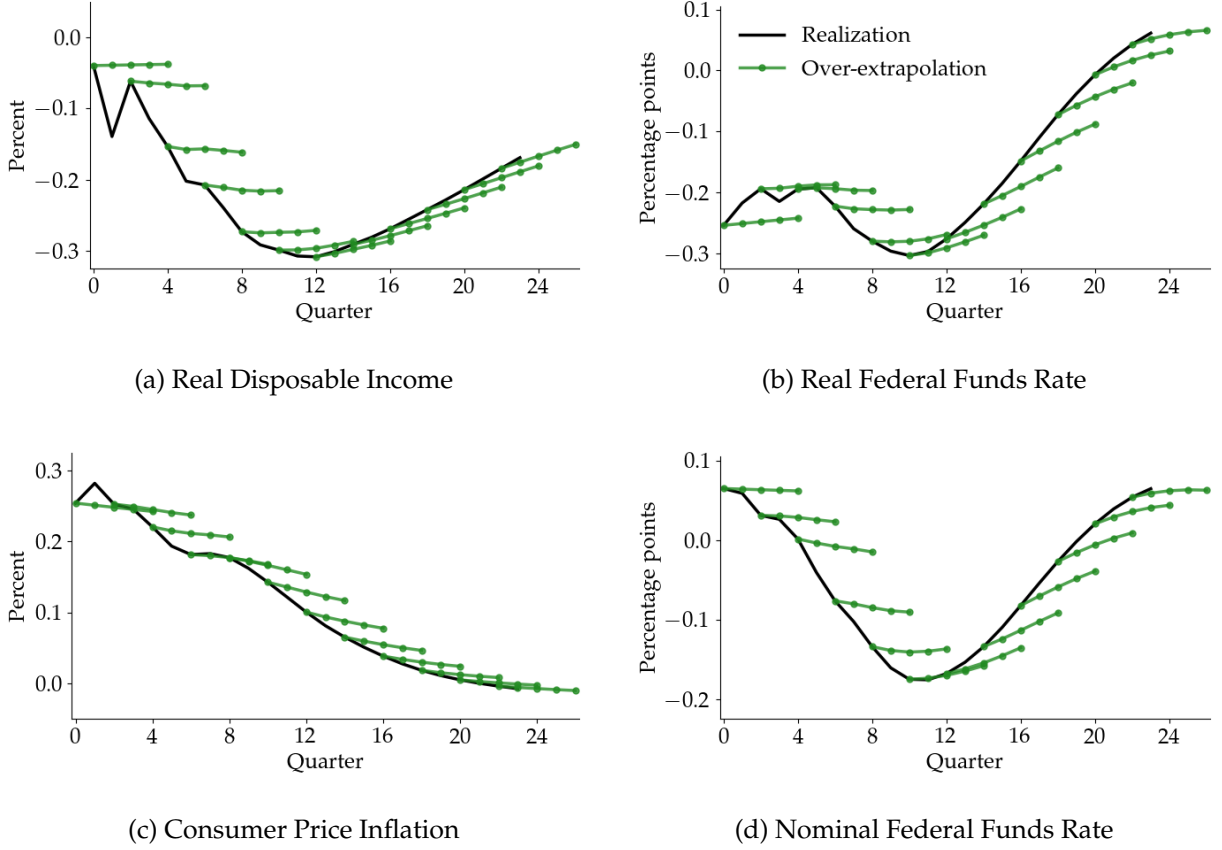 0.0
−0.1
−0.2
−0.3
Percent
0 4 8 12 16 20 24
Quarter
(a) Real Disposable Income
0.1
0.0
−0.1
−0.2
−0.3
Percentage points
Realization
Over-extrapolation
0 4 8 12 16 20 24
Quarter
(b) Real Federal Funds Rate
0.3
0.2
0.1
0.0
Percent
0 4 8 12 16 20 24
Quarter
(c) Consumer Price Inflation
0.1
0.0
−0.1
−0.2
Percentage points
0 4 8 12 16 20 24
Quarter
(d) Nominal Federal Funds Rate